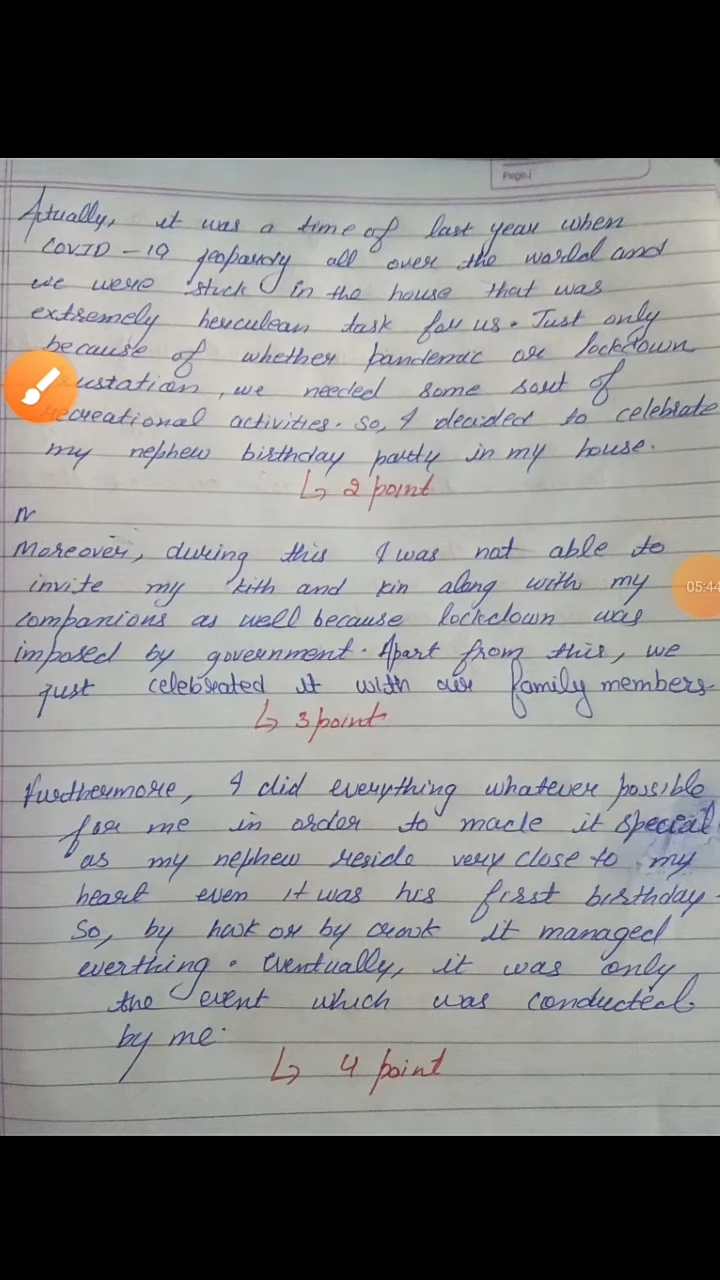 Page
Actually, it was a time of last year when
COVID-19 jeopardy all over the world and
we were stuck in the house that was
extremely herculean task for us. Just only
because of whether pandemic or lockdown
we needed some sort of
recreational activities. So, I decided to celebrate
my nephew birthday party in my house.
↳ 2 point
Moreover, during this I was not able to
invite my kith and kin along with my
05:44
companions as well because lockdown was
imposed by government. Apart from this, we
just celebrated it with our family members.
↳ 3 point
Furthermore, I did everything whatever possible
for me in order to made it special
as my nephew reside very close to my
heart even it was his first birthday.
So, by hook or by crook it managed
everthing. Eventually, it was only
the event which was conducted
by me.
↳ 4 point